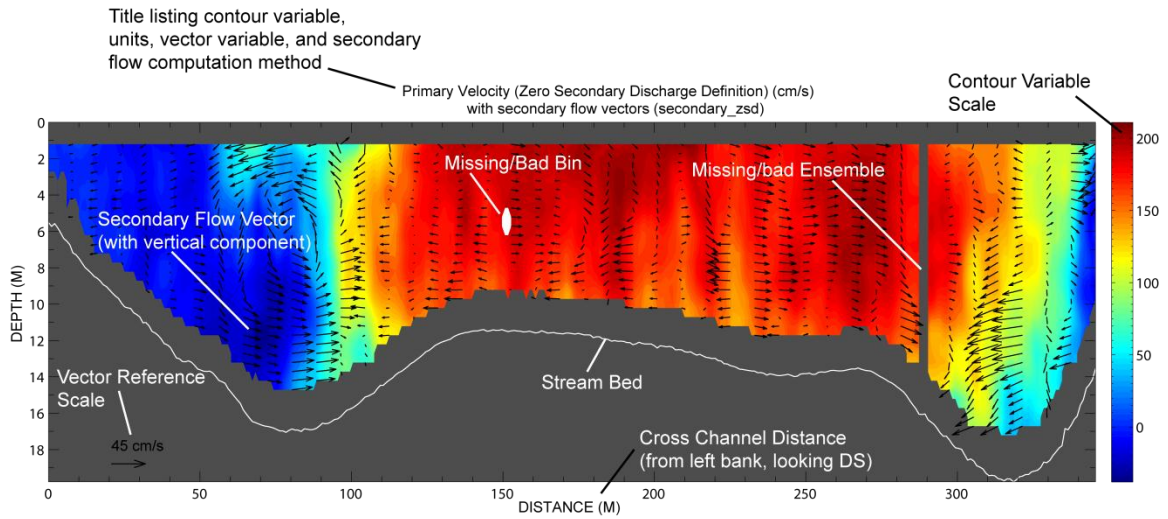 Title listing contour variable,
units, vector variable, and secondary
flow computation method
Primary Velocity (Zero Secondary Discharge Definition) (cm/s)
with secondary flow vectors (secondary_zsd)
Contour Variable
Scale
Missing/Bad Bin
Missing/bad Ensemble
Secondary Flow Vector
(with vertical component)
Vector Reference
Scale
45 cm/s
Stream Bed
Cross Channel Distance
(from left bank, looking DS)
DEPTH (M)
0
2
4
6
8
10
12
14
16
18
0
50
100
150
200
250
300
DISTANCE (M)
200
150
100
50
0